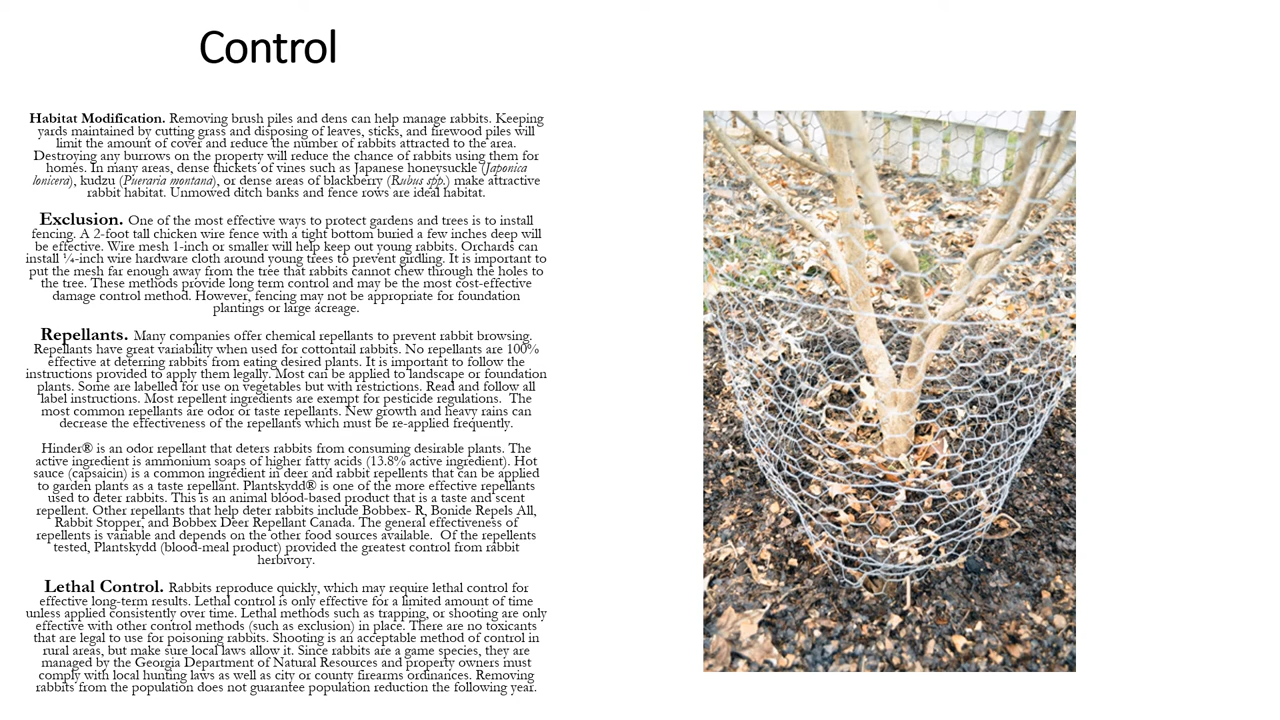 Control
Habitat Modification. Removing brush piles and dens can help manage rabbits. Keeping
yards maintained by cutting grass and disposing of leaves, sticks, and firewood piles will
limit the amount of cover and reduce the number of rabbits attracted to the area.
Destroying any burrows on the property will reduce the chance of rabbits using them for
homes. In many areas, dense thickets of vines such as Japanese honeysuckle (Japonica
lonicera), kudzu (Pueraria montana), or dense areas of blackberry (Rubus spp.) make attractive
rabbit habitat. Unmowed ditch banks and fence rows are ideal habitat.
Exclusion. One of the most effective ways to protect gardens and trees is to install
fencing. A 2-foot tall chicken wire fence with a tight bottom buried a few inches deep will
be effective. Wire mesh 1-inch or smaller will help keep out young rabbits. Orchards can
install ¼-inch wire hardware cloth around young trees to prevent girdling. It is important to
put the mesh far enough away from the tree that rabbits cannot chew through the holes to
the tree. These methods provide long term control and may be the most cost-effective
damage control method. However, fencing may not be appropriate for foundation
plantings or large acreage.
Repellants. Many companies offer chemical repellants to prevent rabbit browsing.
Repellants have great variability when used for cottontail rabbits. No repellants are 100%
effective at deterring rabbits from eating desired plants. It is important to follow the
instructions provided to apply them legally. Most can be applied to landscape or foundation
plants. Some are labelled for use on vegetables but with restrictions. Read and follow all
label instructions. Most repellent ingredients are exempt for pesticide regulations.  The
most common repellants are odor or taste repellants. New growth and heavy rains can
decrease the effectiveness of the repellants which must be re-applied frequently.
Hinder® is an odor repellant that deters rabbits from consuming desirable plants. The
active ingredient is ammonium soaps of higher fatty acids (13.8% active ingredient). Hot
sauce (capsaicin) is a common ingredient in deer and rabbit repellents that can be applied
to garden plants as a taste repellant. Plantskydd® is one of the more effective repellants
used to deter rabbits. This is an animal blood-based product that is a taste and scent
repellent. Other repellants that help deter rabbits include Bobbex- R, Bonide Repels All,
Rabbit Stopper, and Bobbex Deer Repellant Canada. The general effectiveness of
repellents is variable and depends on the other food sources available.  Of the repellents
tested, Plantskydd (blood-meal product) provided the greatest control from rabbit
herbivory.
Lethal Control. Rabbits reproduce quickly, which may require lethal control for
effective long-term results. Lethal control is only effective for a limited amount of time
unless applied consistently over time. Lethal methods such as trapping, or shooting are only
effective with other control methods (such as exclusion) in place. There are no toxicants
that are legal to use for poisoning rabbits. Shooting is an acceptable method of control in
rural areas, but make sure local laws allow it. Since rabbits are a game species, they are
managed by the Georgia Department of Natural Resources and property owners must
comply with local hunting laws as well as city or county firearms ordinances. Removing
rabbits from the population does not guarantee population reduction the following year.